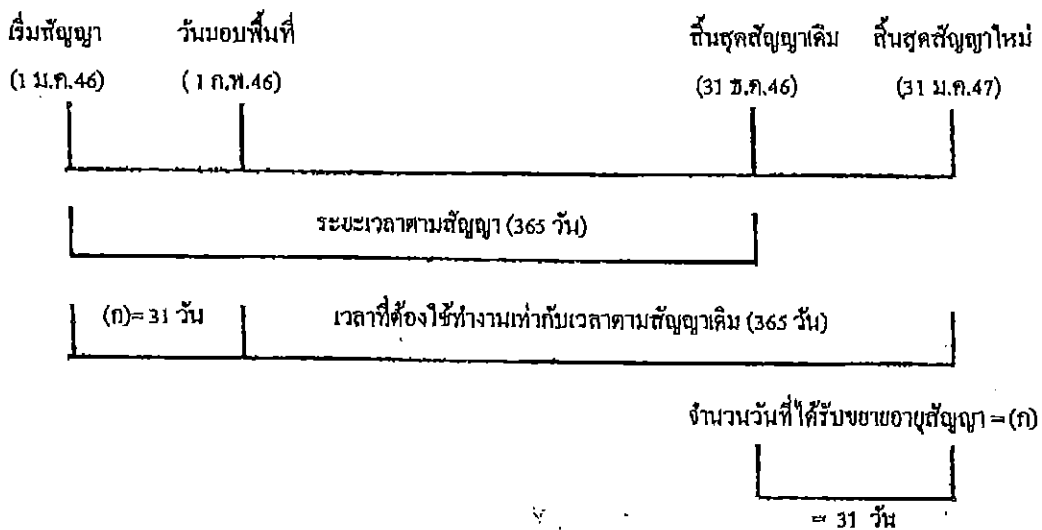 เริ่มสัญญา วันมอบพื้นที่ สิ้นสุดสัญญาเดิม สิ้นสุดสัญญาใหม่
(1 ม.ค.46) (1 ก.พ.46) (31 ธ.ค.46) (31 ม.ค.47)
ระยะเวลาตามสัญญา (365 วัน)
(ก)= 31 วัน เวลาที่ต้องใช้ทำงานเท่ากับเวลาตามสัญญาเดิม (365 วัน)
จำนวนวันที่ได้รับขยายอายุสัญญา = (ก)
= 31 วัน